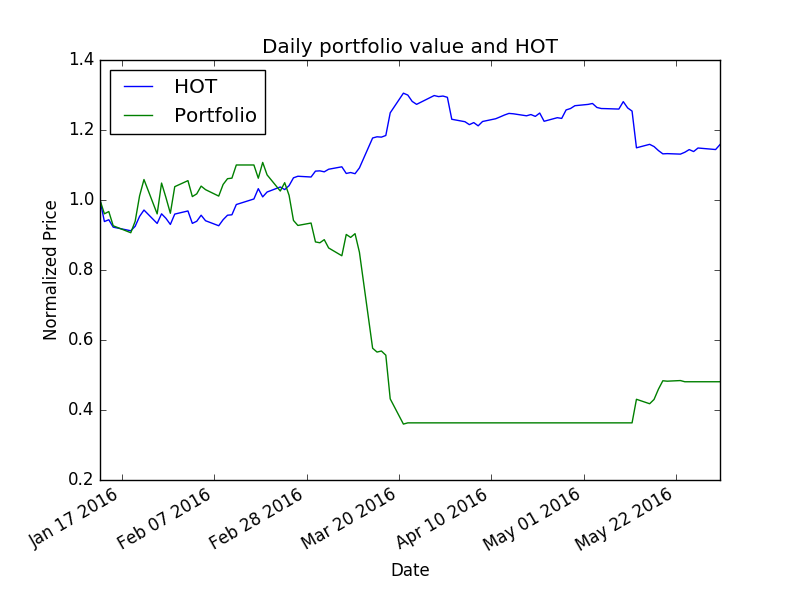 Daily portfolio value and HOT
HOT
Portfolio
1.4
1.2
1.0
0.8
0.6
0.4
0.2
Normalized Price
Jan 17 2016
Feb 07 2016
Feb 28 2016
Mar 20 2016
Apr 10 2016
May 01 2016
May 22 2016
Date